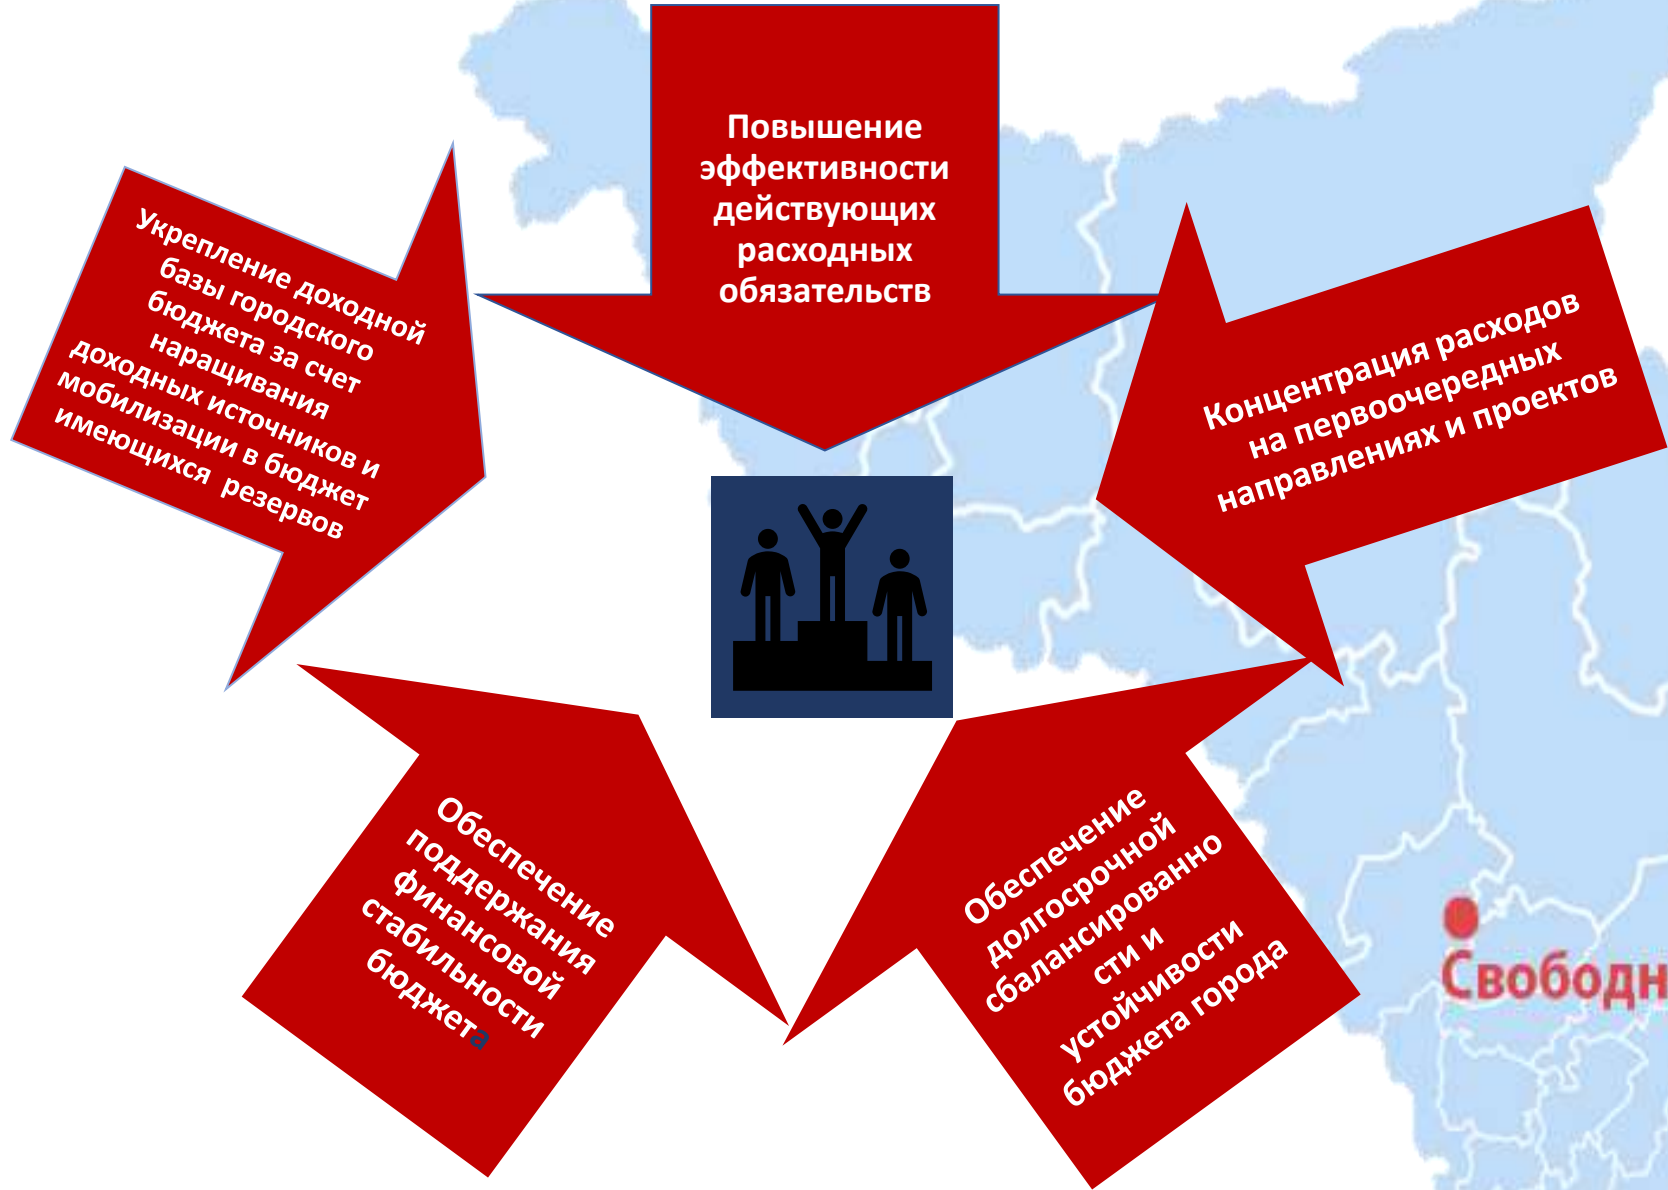 Повышение
эффективности
действующих
расходных
обязательств
Укрепление доходной
базы городского
бюджета за счет
наращивания
доходных источников и
мобилизации в бюджет
имеющихся резервов
Концентрация расходов
на первоочередных
направлениях и проектов
Обеспечение
поддержания
финансовой
стабильности
бюджета
Обеспечение
долгосрочной
сбалансированно
сти и
устойчивости
бюджета города
Свободн